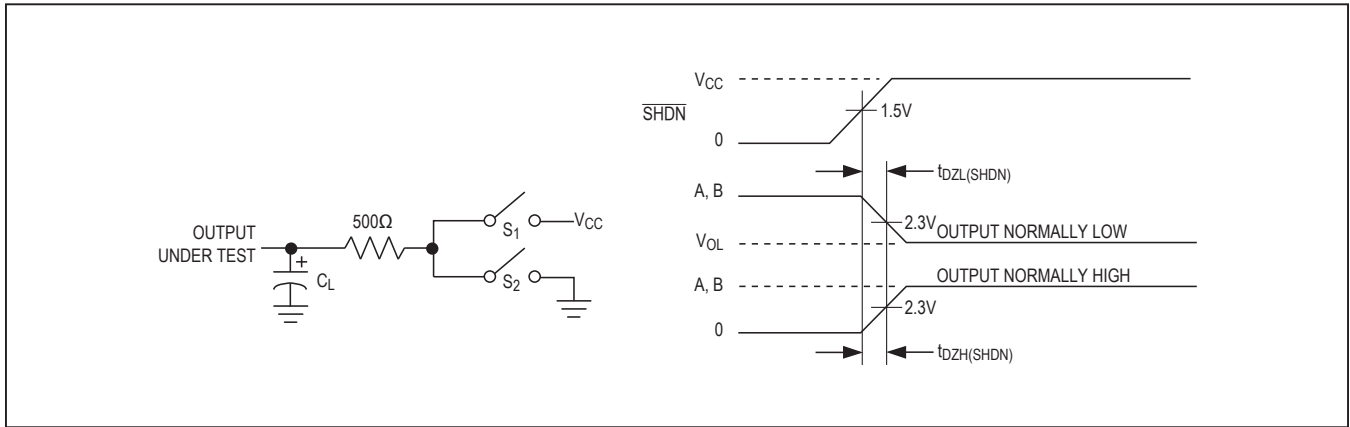 OUTPUT
UNDER TEST
500Ω
+
CL
S1
VCC
S2
VCC
SHDN
0
1.5V
tDZL(SHDN)
A, B
2.3V
OUTPUT NORMALLY LOW
VOL
A, B
OUTPUT NORMALLY HIGH
2.3V
0
tDZH(SHDN)